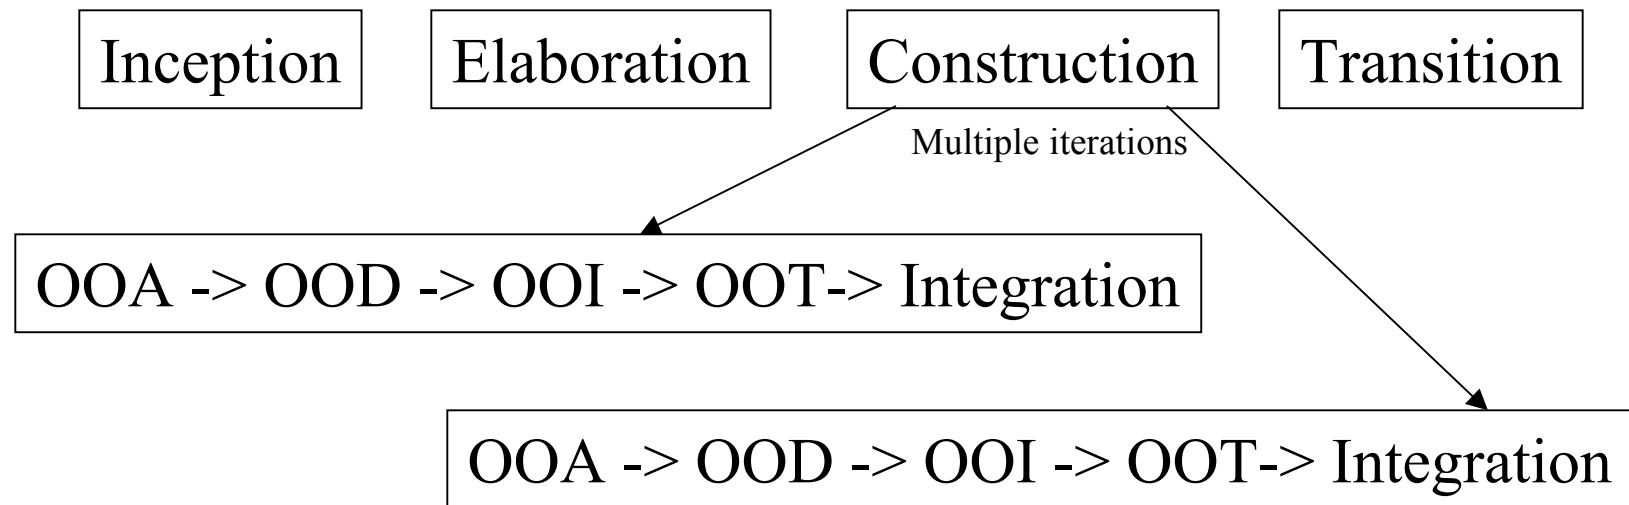 Inception Elaboration Construction Transition
Multiple iterations
OOA -> OOD -> OOI -> OOT-> Integration
OOA -> OOD -> OOI -> OOT-> Integration